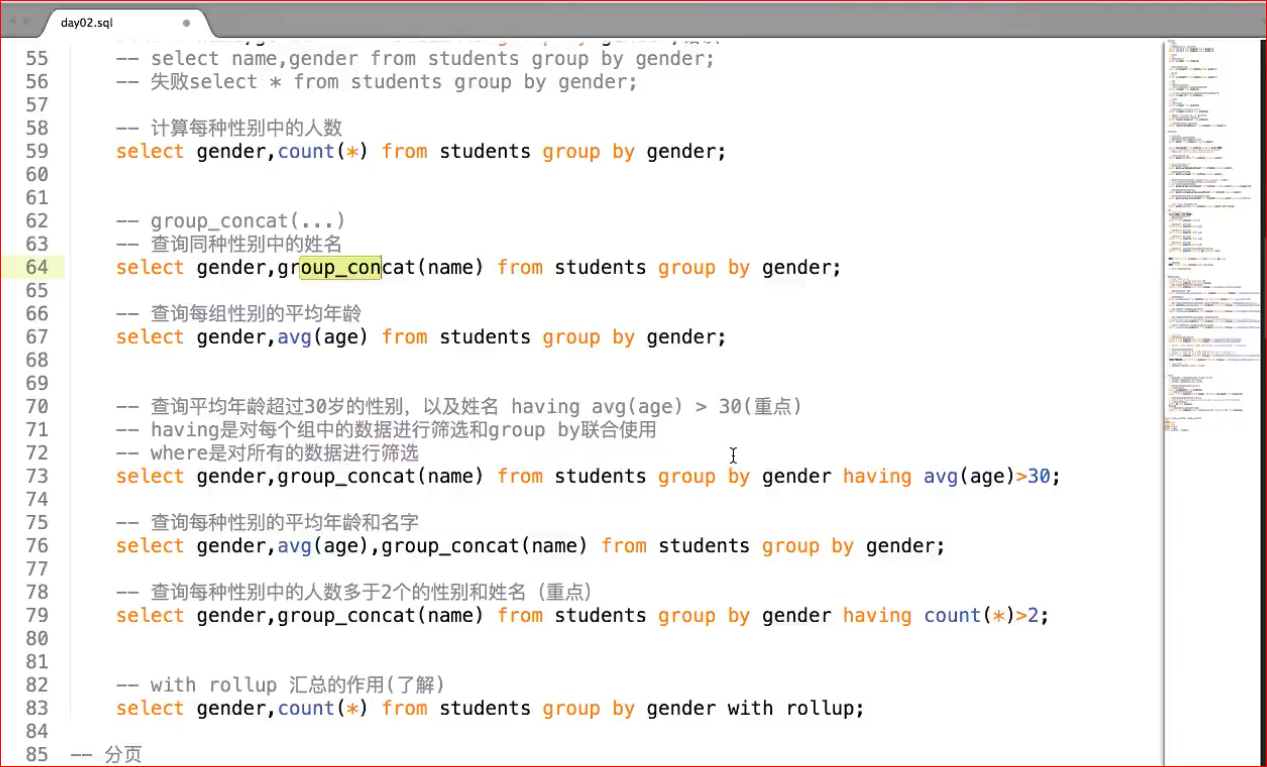 day02.sql
55 -- select name,gender from students group by gender;
56 -- 失败select * from students group by gender;
57
58 -- 计算每种性别中的人数
59 select gender,count(*) from students group by gender;
60
61
62 -- group_concat(...)
63 -- 查询同种性别中的姓名
64 select gender,group_concat(name) from students group by gender;
65
66 -- 查询每组性别的平均年龄
67 select gender,avg(age) from students group by gender;
68
69
70 -- 查询平均年龄超过30岁的性别，以及姓名 having avg(age) > 30(重点)
71 -- having是对每个组中的数据进行筛选和group by联合使用
72 -- where是对所有的数据进行筛选
73 select gender,group_concat(name) from students group by gender having avg(age)>30;
74
75 -- 查询每种性别的平均年龄和名字
76 select gender,avg(age),group_concat(name) from students group by gender;
77
78 -- 查询每种性别中的人数多于2个的性别和姓名（重点）
79 select gender,group_concat(name) from students group by gender having count(*)>2;
80
81
82 -- with rollup 汇总的作用(了解)
83 select gender,count(*) from students group by gender with rollup;
84
85 -- 分页